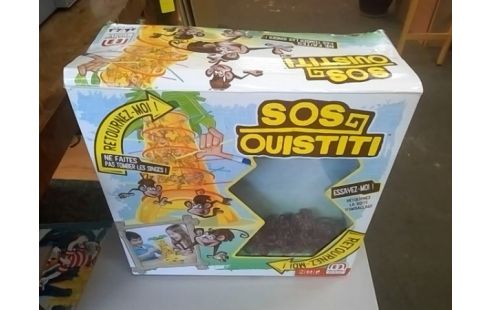 SOS
OUISTITI
RETOURNEZ-MOI !
NE FAITES
PAS TOMBER LES SINGES !
SOS
OUISTITI
ESSAYEZ-MOI !
RETOURNEZ-MOI !